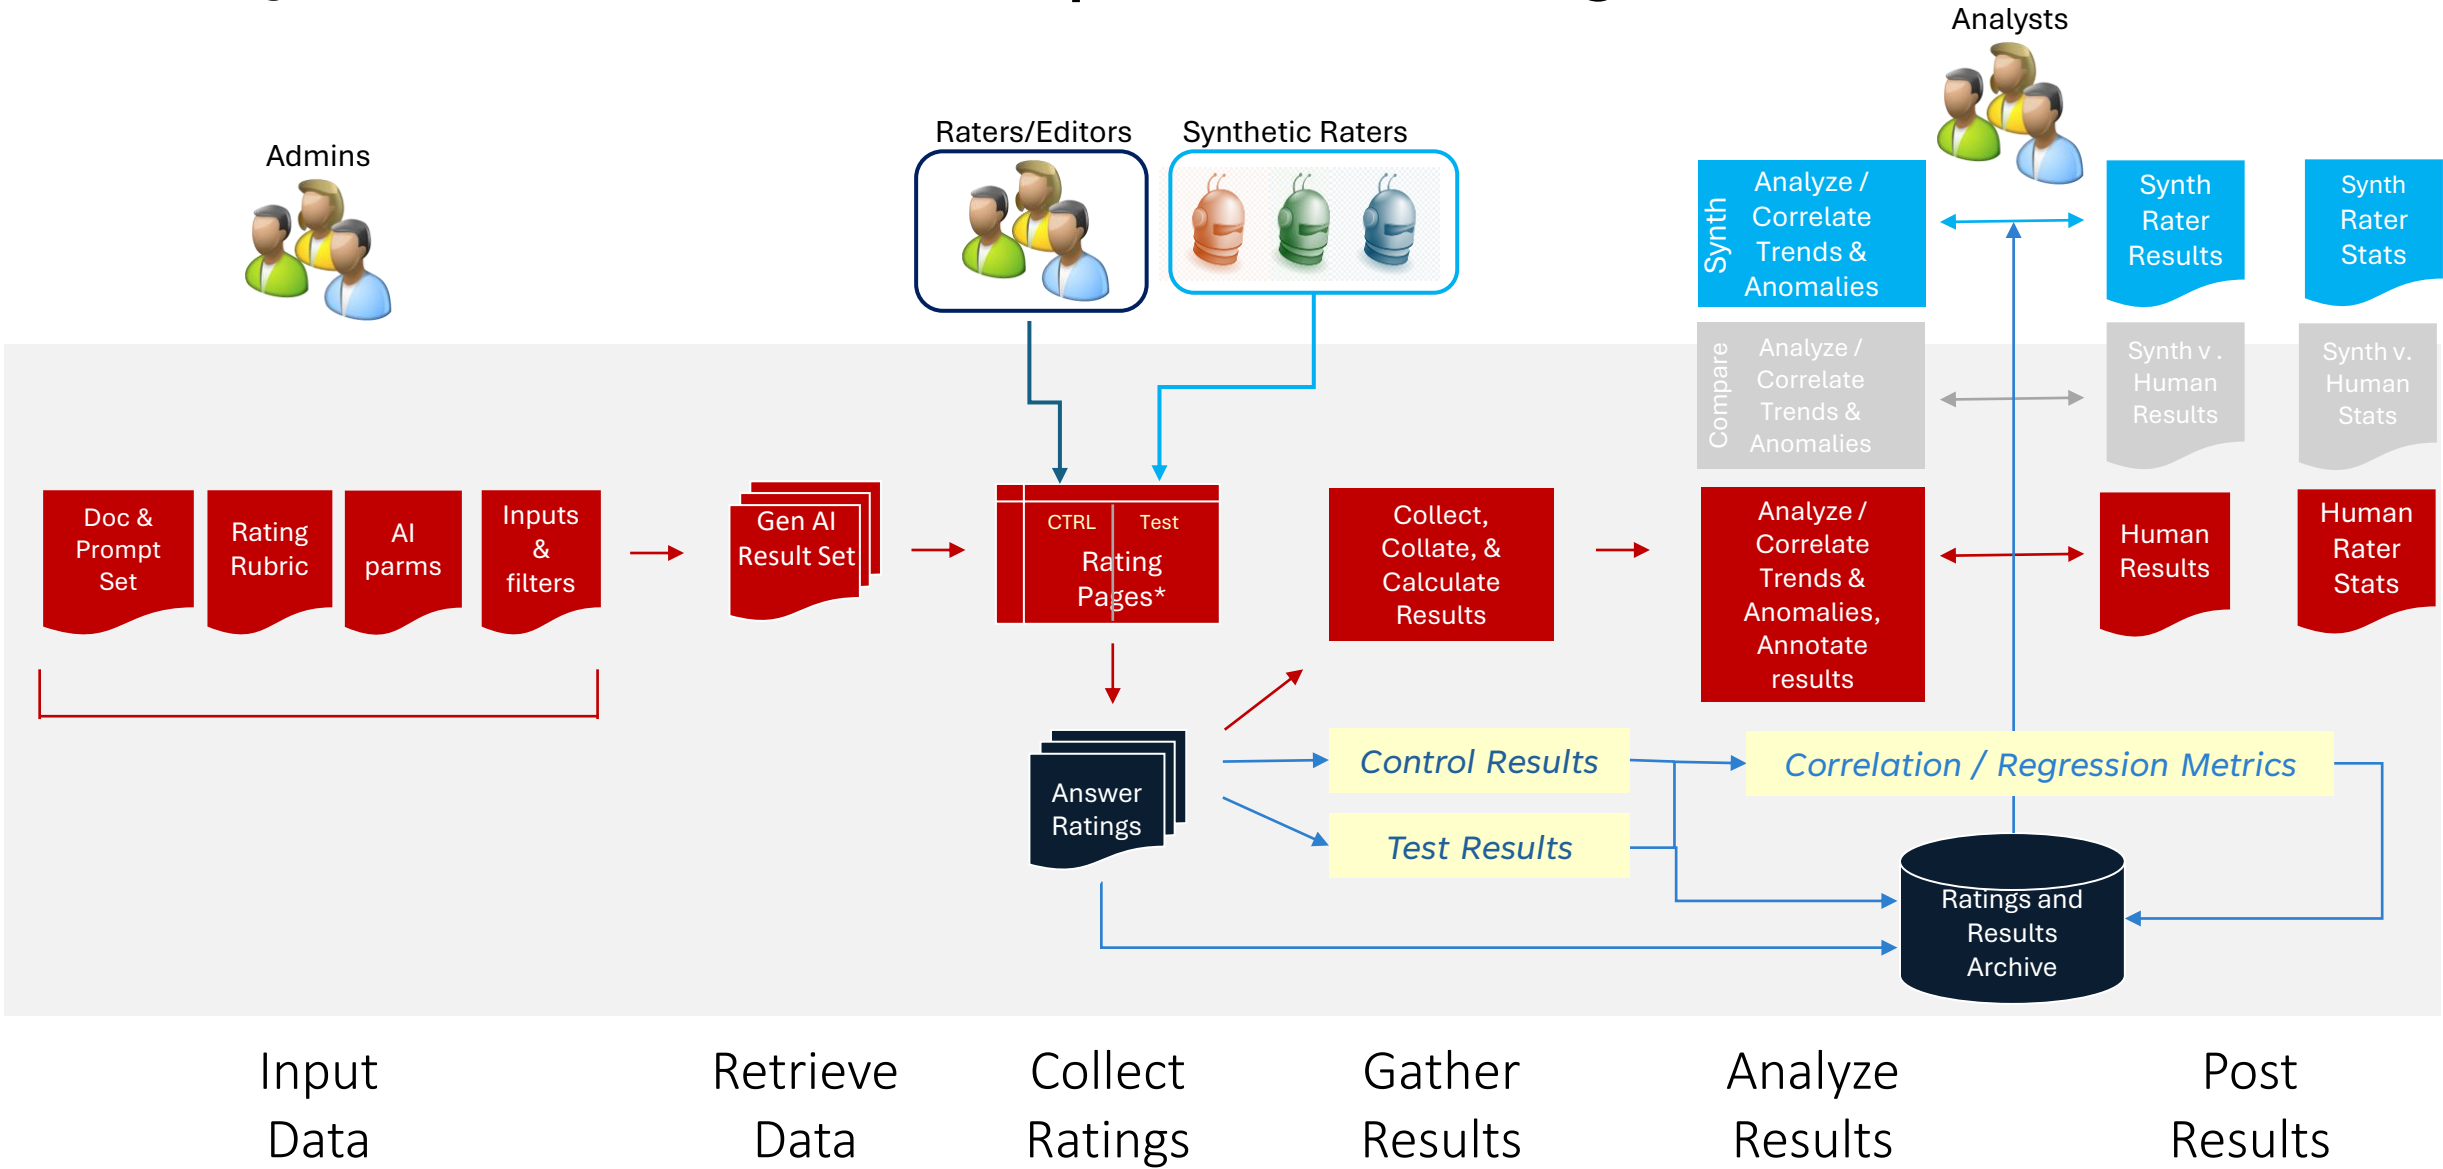 Analysts
Raters/Editors
Synthetic Raters
Admins
Synth
Analyze /
Correlate
Trends &
Anomalies
Synth
Rater
Results
Synth
Rater
Stats
Compare
Analyze /
Correlate
Trends &
Anomalies
Synth v .
Human
Results
Synth v.
Human
Stats
Doc &
Prompt
Set
Rating
Rubric
AI
parms
Inputs
&
filters
Gen AI
Result Set
CTRL
Test
Rating
Pages*
Collect,
Collate, &
Calculate
Results
Analyze /
Correlate
Trends &
Anomalies,
Annotate
results
Human
Results
Human
Rater
Stats
Answer
Ratings
Control Results
Test Results
Correlation / Regression Metrics
Ratings and
Results
Archive
Input
Data
Retrieve
Data
Collect
Ratings
Gather
Results
Analyze
Results
Post
Results